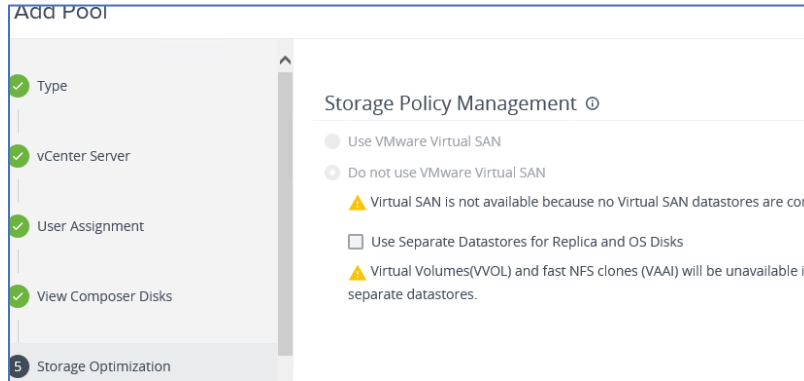 Add Pool
Type
vCenter Server
User Assignment
View Composer Disks
5 Storage Optimization
Storage Policy Management
Use VMware Virtual SAN
Do not use VMware Virtual SAN
Virtual SAN is not available because no Virtual SAN datastores are
Use Separate Datastores for Replica and OS Disks
Virtual Volumes(VVOL) and fast NFS clones (VAAI) will be unavailable
separate datastores.